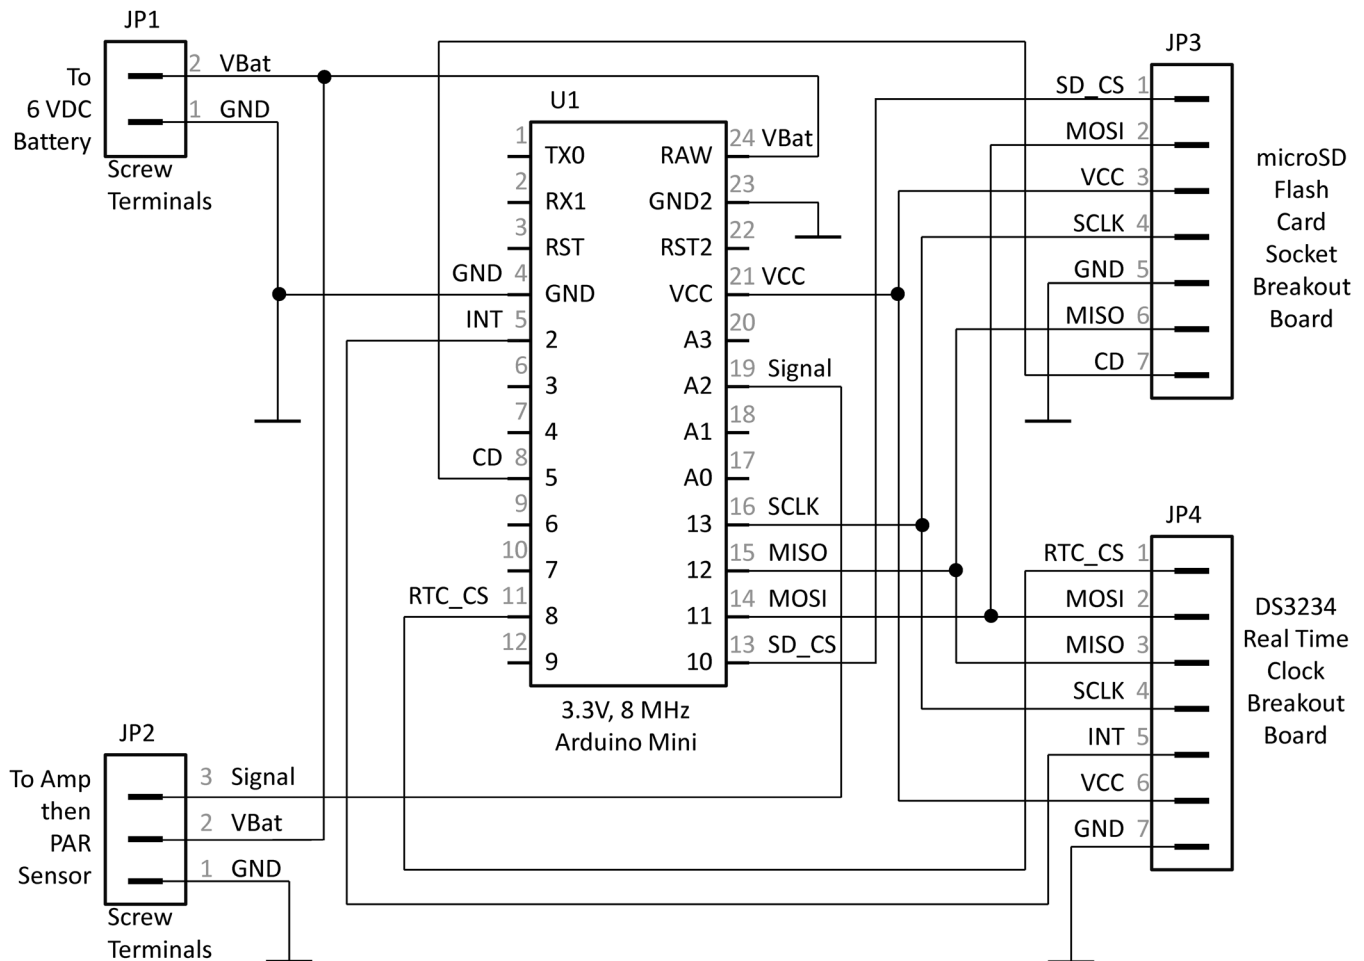 JP1
To
6 VDC
Battery
2 VBat
1 GND
Screw
Terminals
U1
1 TX0
2 RX1
3 RST
GND 4 GND
INT 5 2
6 3
7 4
CD 8 5
9 6
10 7
RTC_CS 11 8
12 9
RAW 24 VBat
GND2 23
RST2 22
VCC 21 VCC
A3 20
A2 19 Signal
A1 18
A0 17
13 16 SCLK
12 15 MISO
11 14 MOSI
10 13 SD_CS
3.3V, 8 MHz
Arduino Mini
JP3
SD_CS 1
MOSI 2
VCC 3
SCLK 4
GND 5
MISO 6
CD 7
microSD
Flash
Card
Socket
Breakout
Board
JP4
RTC_CS 1
MOSI 2
MISO 3
SCLK 4
INT 5
VCC 6
GND 7
DS3234
Real Time
Clock
Breakout
Board
JP2
To Amp
then
PAR
Sensor
3 Signal
2 VBat
1 GND
Screw
Terminals